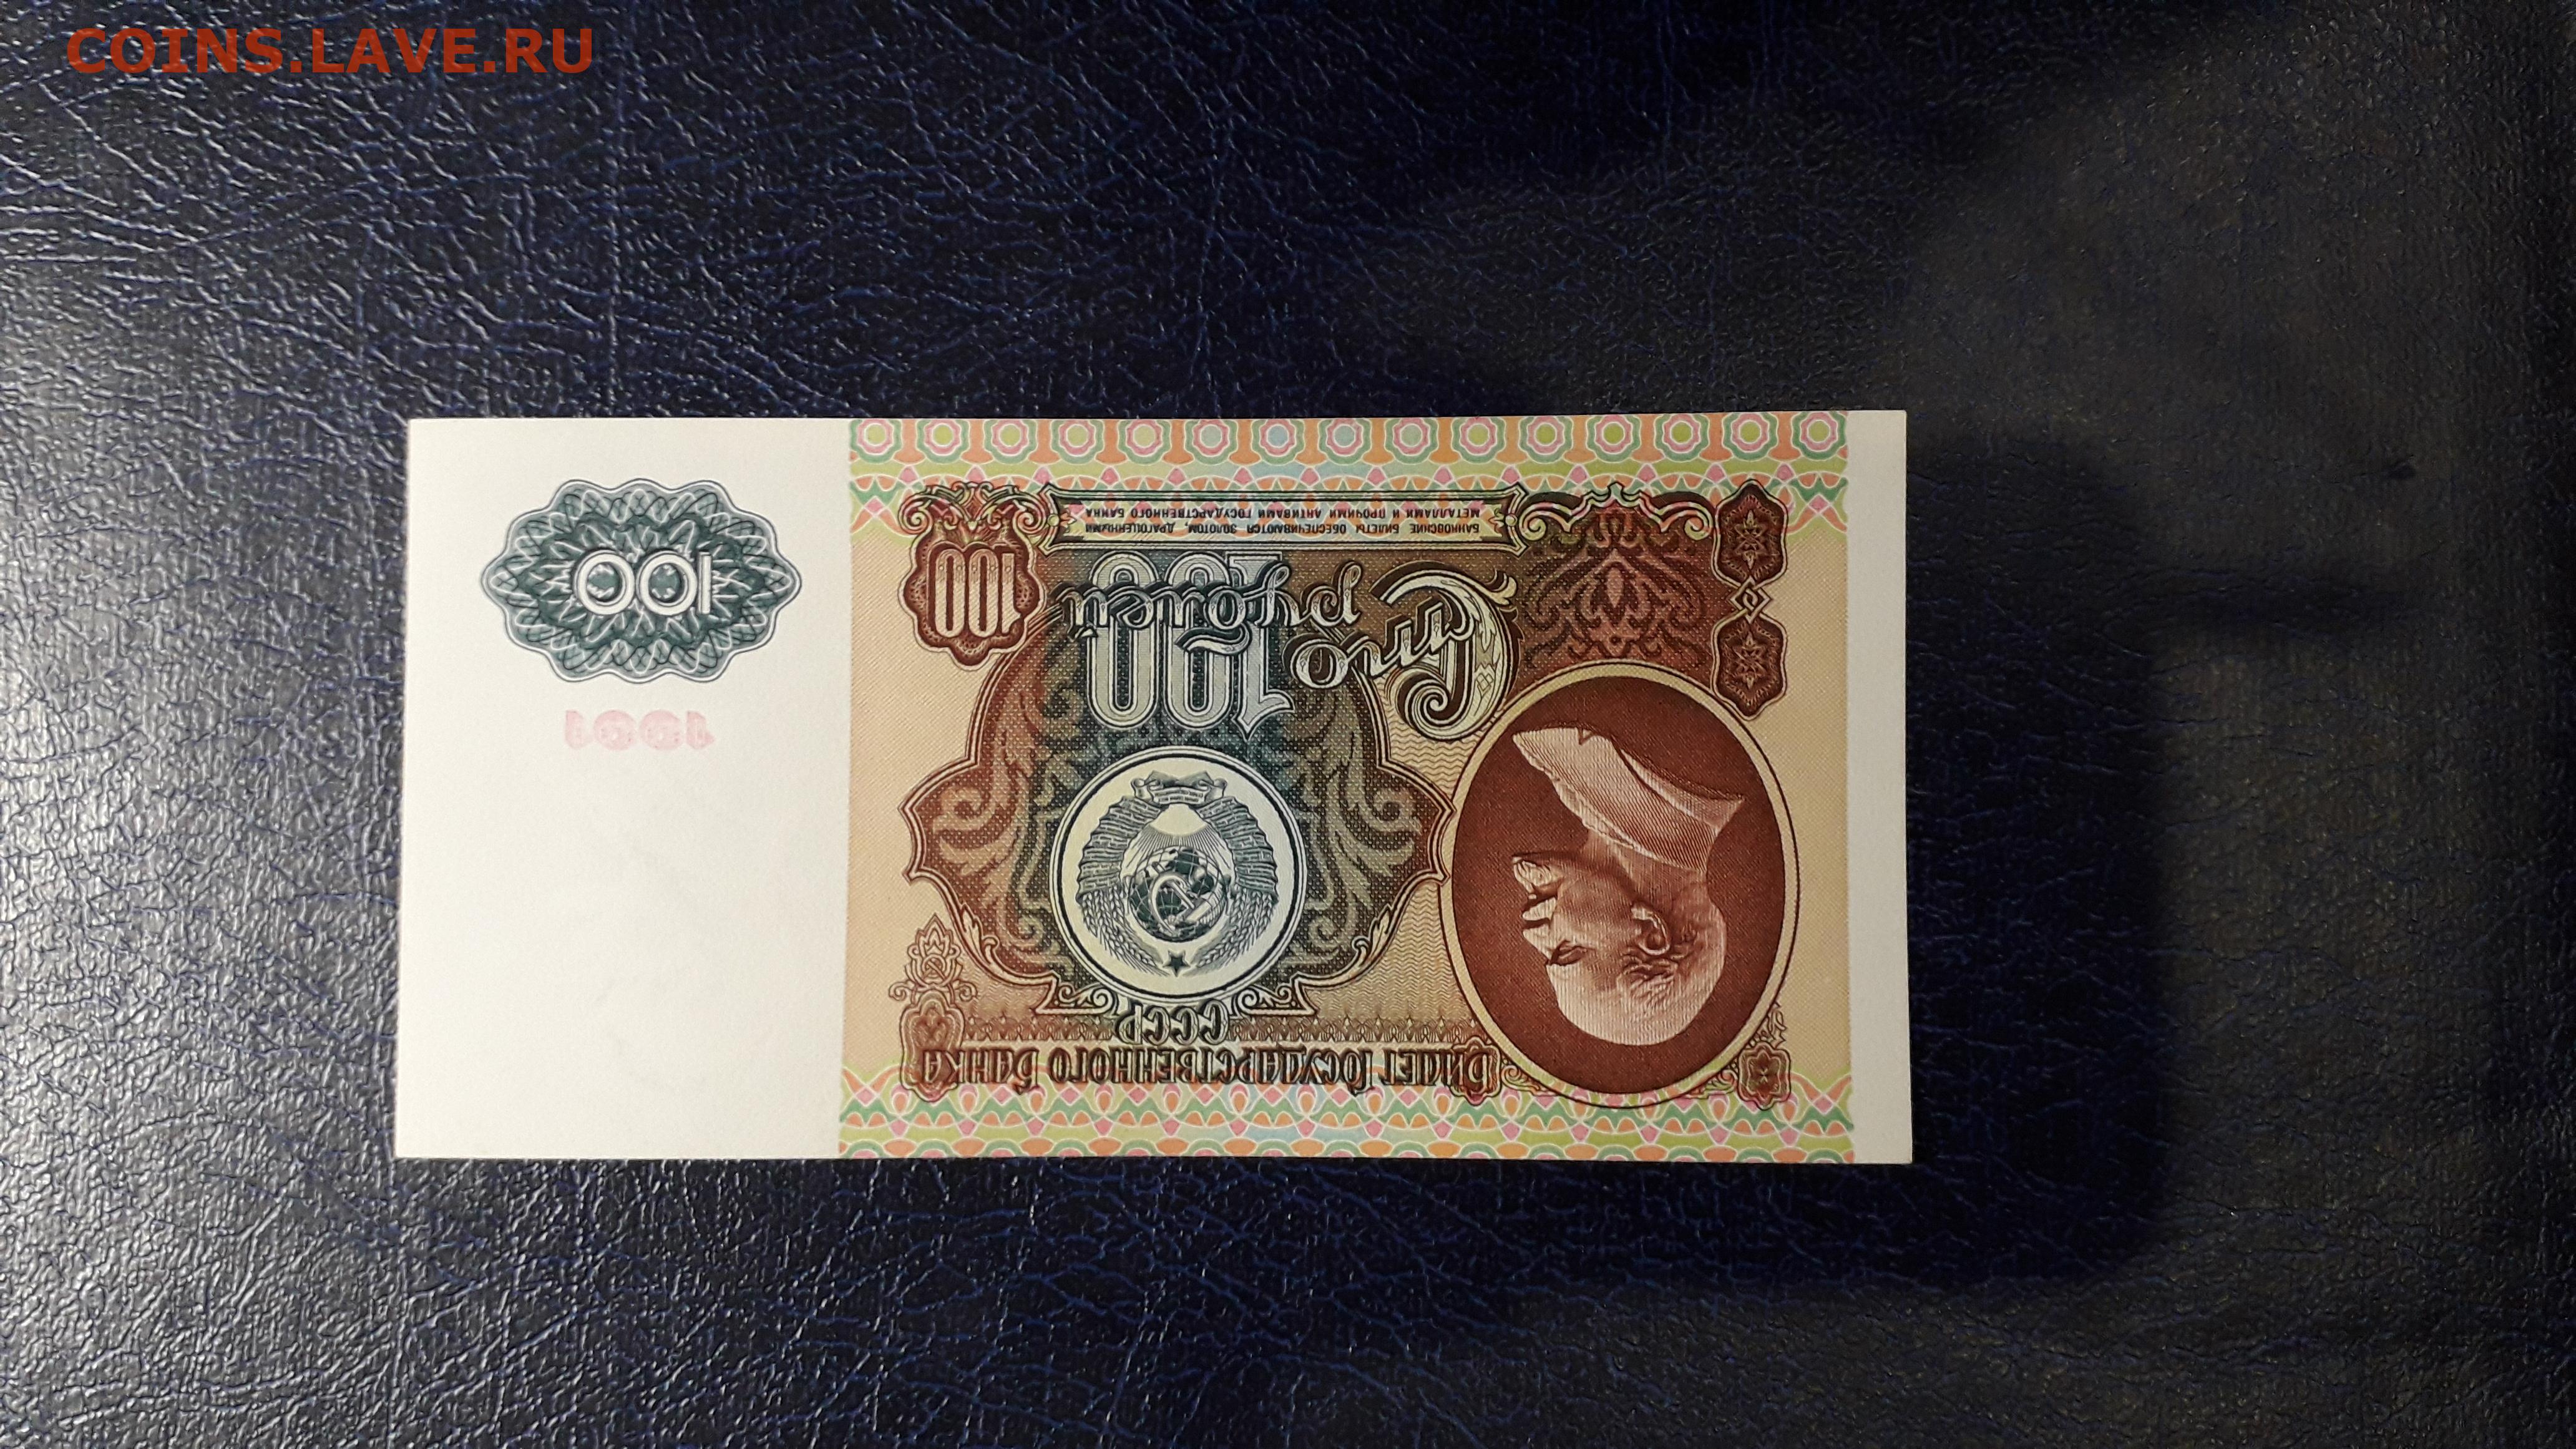 COINS.LAVE.RU
БИЛЕТ ГОСУДАРСТВЕННОГО БАНКА
СССР
1991
100
Сто рублей
100
100
БАНКОВСКИЕ БИЛЕТЫ ОБЕСПЕЧИВАЮТСЯ ЗОЛОТОМ, ДРАГОЦЕННЫМИ
МЕТАЛЛАМИ И ПРОЧИМИ АКТИВАМИ ГОСУДАРСТВЕННОГО БАНКА